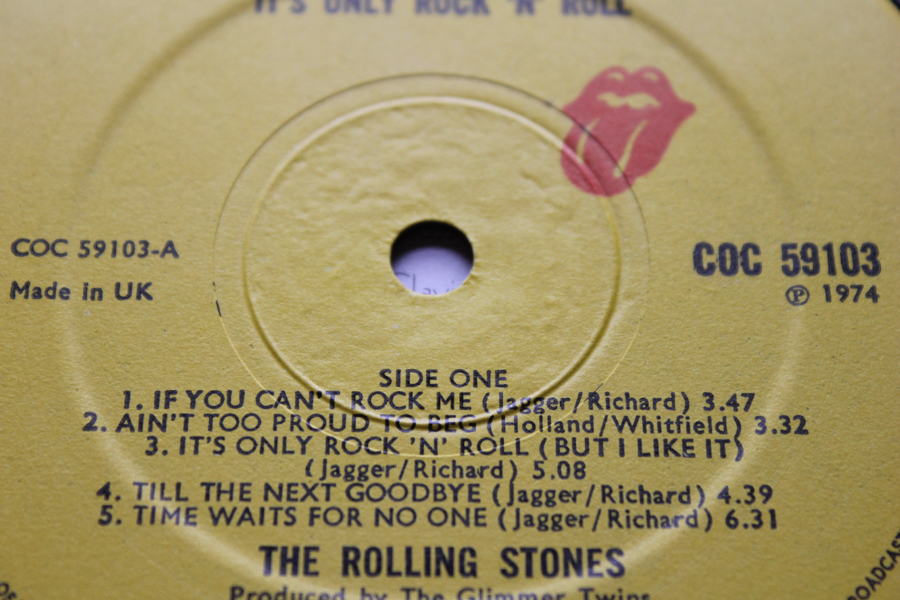 IT'S ONLY ROCK 'N' ROLL
COC 59103-A
Made in UK
COC 59103
Ⓟ 1974
SIDE ONE
1. IF YOU CAN'T ROCK ME (Jagger/Richard) 3.47
2. AIN'T TOO PROUD TO BEG (Holland/Whitfield) 3.32
3. IT'S ONLY ROCK 'N' ROLL (BUT I LIKE IT)
(Jagger/Richard) 5.08
4. TILL THE NEXT GOODBYE (Jagger/Richard) 4.39
5. TIME WAITS FOR NO ONE (Jagger/Richard) 6.31
THE ROLLING STONES
Produced by The Glimmer Twins